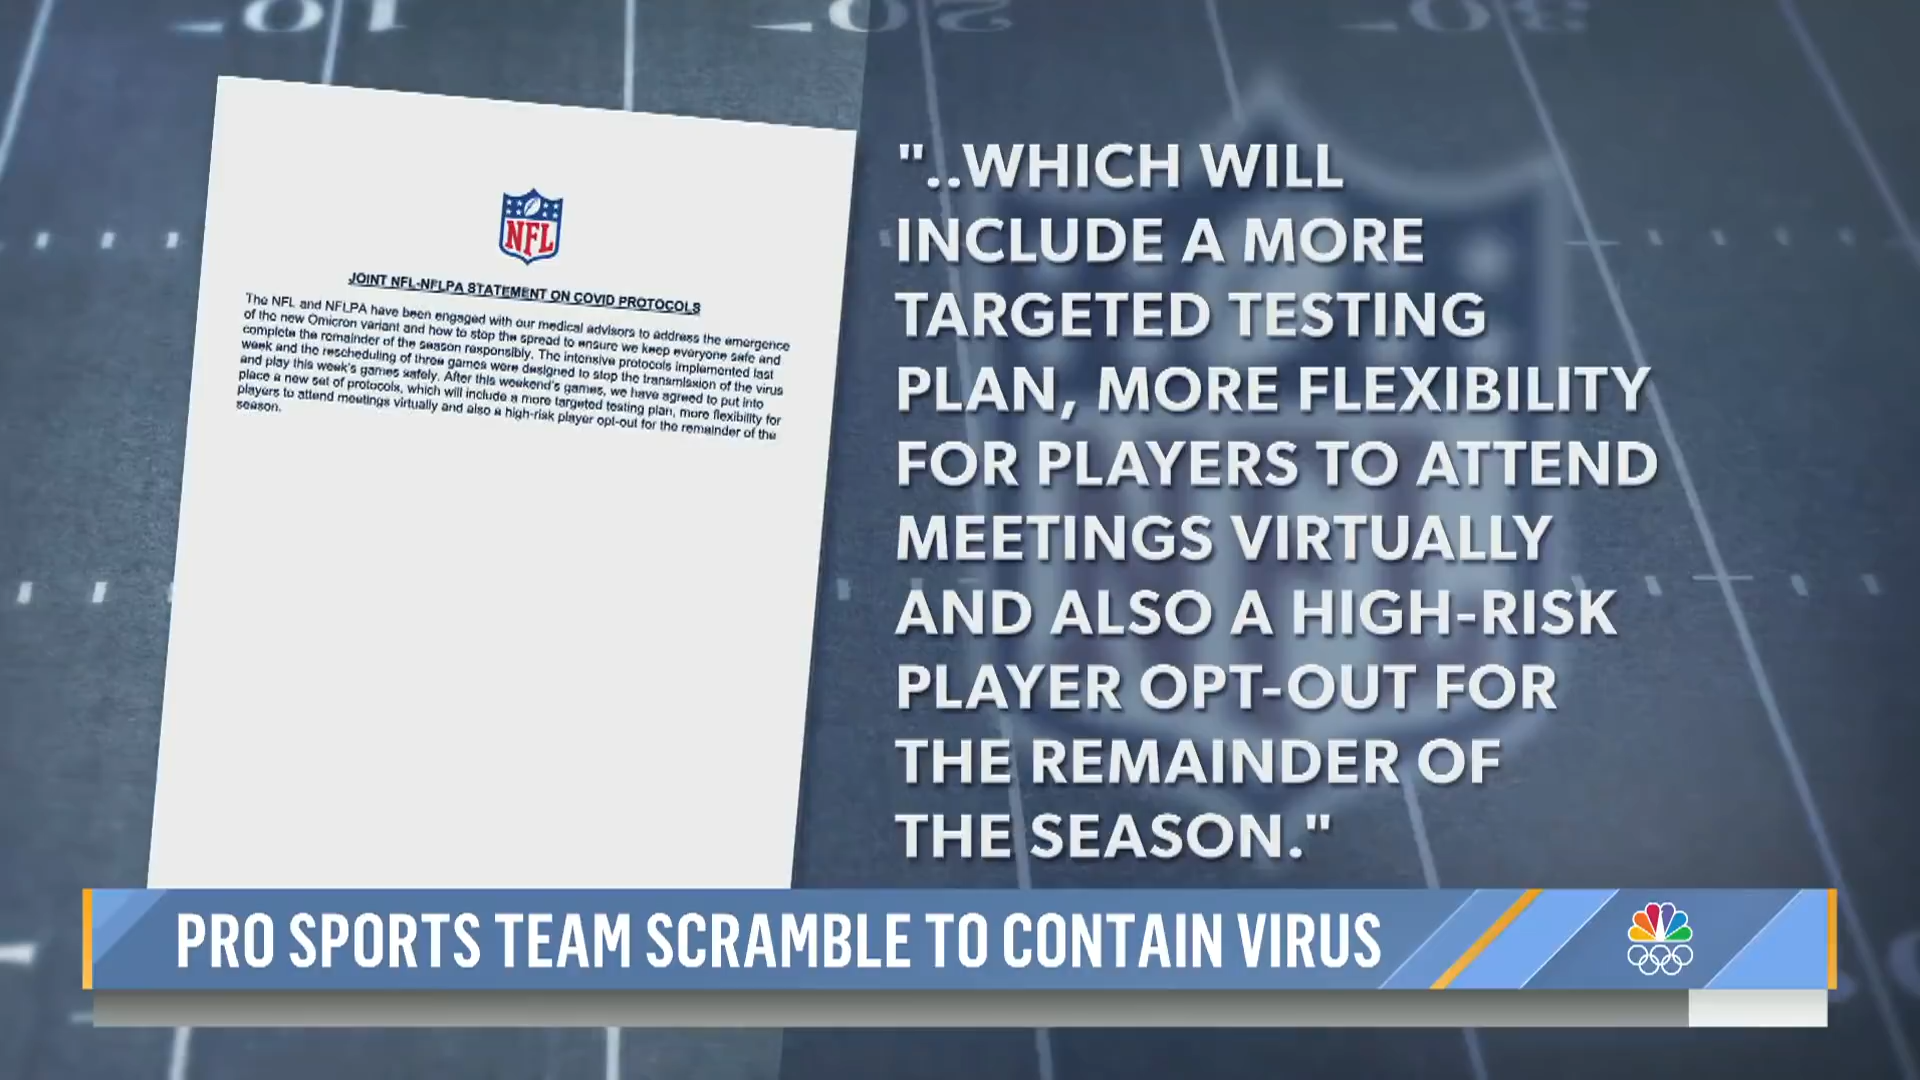 10
20
30
NFL
JOINT NFL-NFLPA STATEMENT ON COVID PROTOCOLS
The NFL and NFLPA have been engaged with our medical advisors to address the emergence
of the new Omicron variant and how to stop the spread to ensure we keep everyone safe and
complete the remainder of the season responsibly. The intensive protocols implemented last
week and the rescheduling of three games were designed to stop the transmission of the virus
and play this week's games safely. After this weekend's games, we have agreed to put into
place a new set of protocols, which will include a more targeted testing plan, more flexibility for
players to attend meetings virtually and also a high-risk player opt-out for the remainder of the
season.
"..WHICH WILL
INCLUDE A MORE
TARGETED TESTING
PLAN, MORE FLEXIBILITY
FOR PLAYERS TO ATTEND
MEETINGS VIRTUALLY
AND ALSO A HIGH-RISK
PLAYER OPT-OUT FOR
THE REMAINDER OF
THE SEASON."
PRO SPORTS TEAM SCRAMBLE TO CONTAIN VIRUS